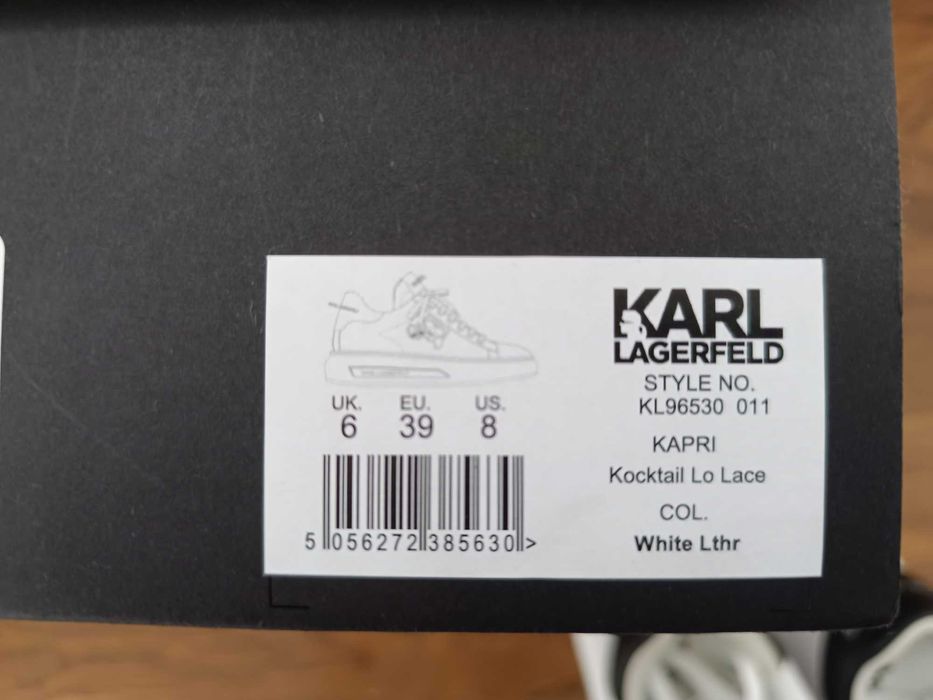 KARL
LAGERFELD
STYLE NO.
KL96530 011
KAPRI
Kocktail Lo Lace
COL.
White Lthr
UK. EU. US.
6 39 8
5 056272 385630 >